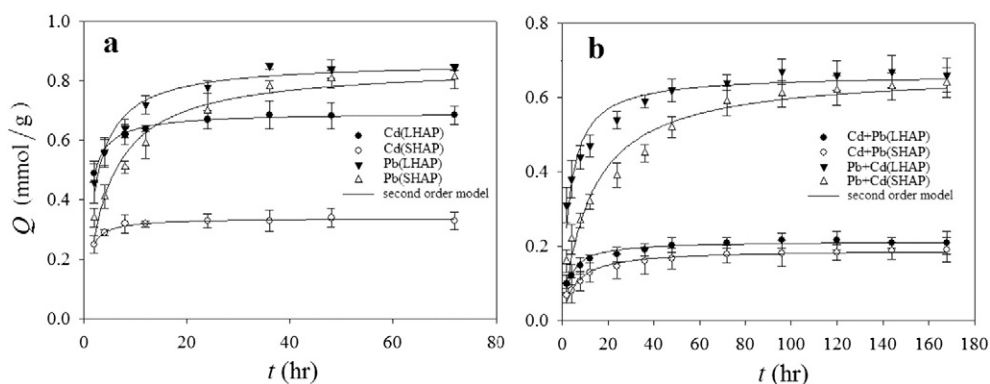 a
Q (mmol/g)
1.0
0.8
0.6
0.4
0.2
0.0
Cd(LHAP)
Cd(SHAP)
Pb(LHAP)
Pb(SHAP)
second order model
0 20 40 60 80
t (hr)
b
0.8
0.6
0.4
0.2
0.0
Cd+Pb(LHAP)
Cd+Pb(SHAP)
Pb+Cd(LHAP)
Pb+Cd(SHAP)
second order model
0 20 40 60 80 100 120 140 160 180
t (hr)